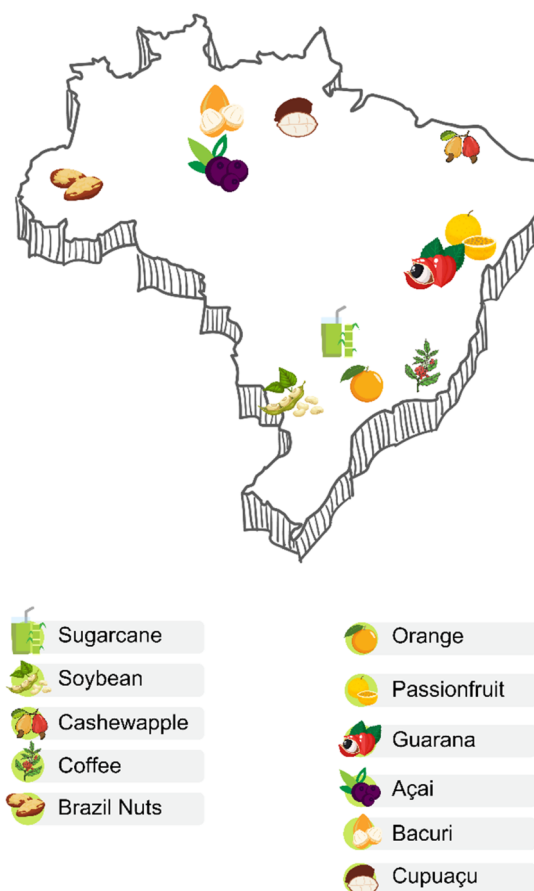 Sugarcane
Soybean
Cashewapple
Coffee
Brazil Nuts
Orange
Passionfruit
Guarana
Açai
Bacuri
Cupuaçu